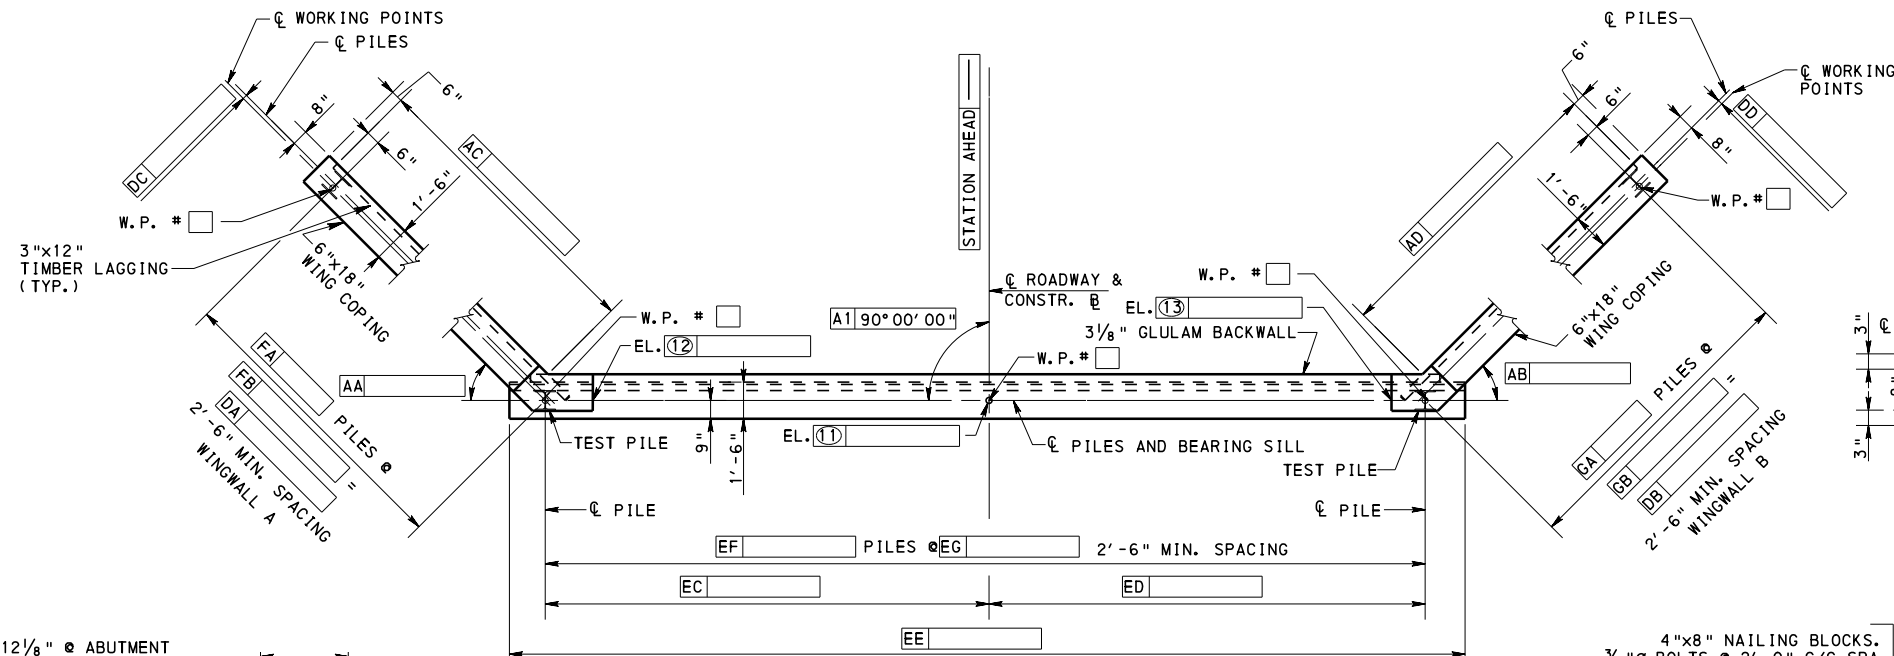 ℄ WORKING POINTS
℄ PILES
6"
8"
6"
1'-6"
DC
AC
W.P. #
3"x12"
TIMBER LAGGING
(TYP.)
6"x18"
WING COPING
FA
FB
DA
PILES @
=
2'-6" MIN. SPACING
WINGWALL A
AA
W.P. #
EL. 12
TEST PILE
9"
1'-6"
STATION AHEAD
A1 90°00'00"
℄ ROADWAY &
CONSTR. ⅊
W.P. #
EL. 13
3⅛" GLULAM BACKWALL
W.P.#
EL. 11
℄ PILES AND BEARING SILL
TEST PILE
℄ PILES
6"
6"
℄ WORKING
POINTS
DD
8"
1'-6"
W.P.#
AD
6"x18"
WING COPING
AB
GA
GB
DB
PILES @
=
2'-6" MIN. SPACING
WINGWALL B
3"
℄
3"
℄ PILE
℄ PILE
EF PILES @ EG 2'-6" MIN. SPACING
EC
ED
EE
12⅛" @ ABUTMENT
4"x8" NAILING BLOCKS.